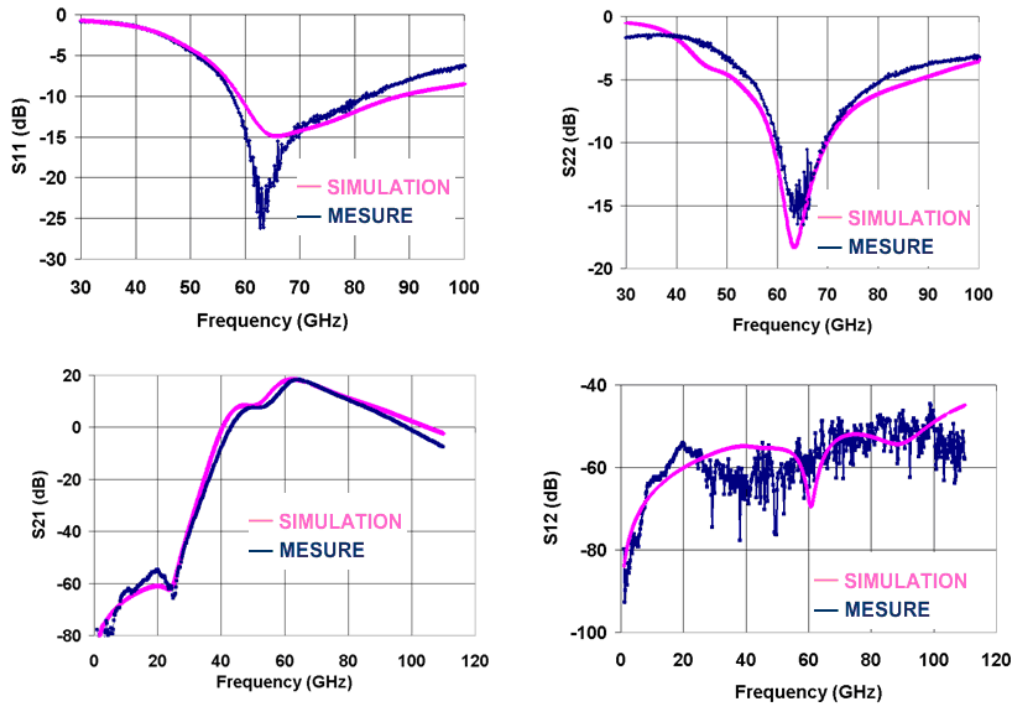 0
-5
-10
-15
-20
-25
-30
S11 (dB)
SIMULATION
MESURE
30 40 50 60 70 80 90 100
Frequency (GHz)
0
-5
-10
-15
-20
S22 (dB)
SIMULATION
MESURE
30 40 50 60 70 80 90 100
Frequency (GHz)
20
0
-20
-40
-60
-80
S21 (dB)
SIMULATION
MESURE
0 20 40 60 80 100 120
Frequency (GHz)
-40
-60
-80
-100
S12 (dB)
SIMULATION
MESURE
0 20 40 60 80 100 120
Frequency (GHz)